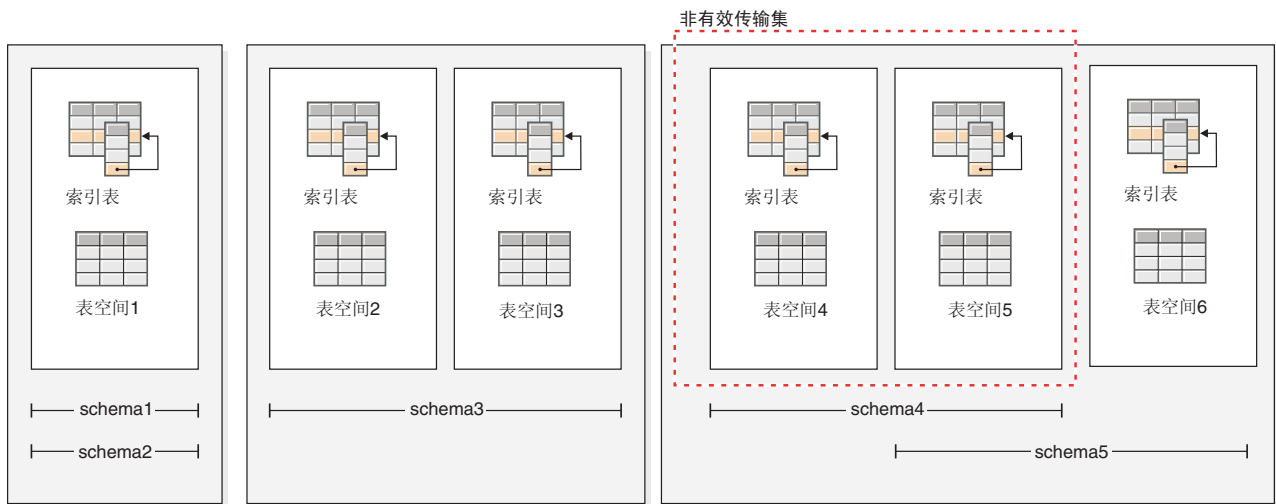 非有效传输集
索引表
索引表
索引表
索引表
索引表
索引表
表空间1
表空间2
表空间3
表空间4
表空间5
表空间6
schema1
schema3
schema4
schema2
schema5